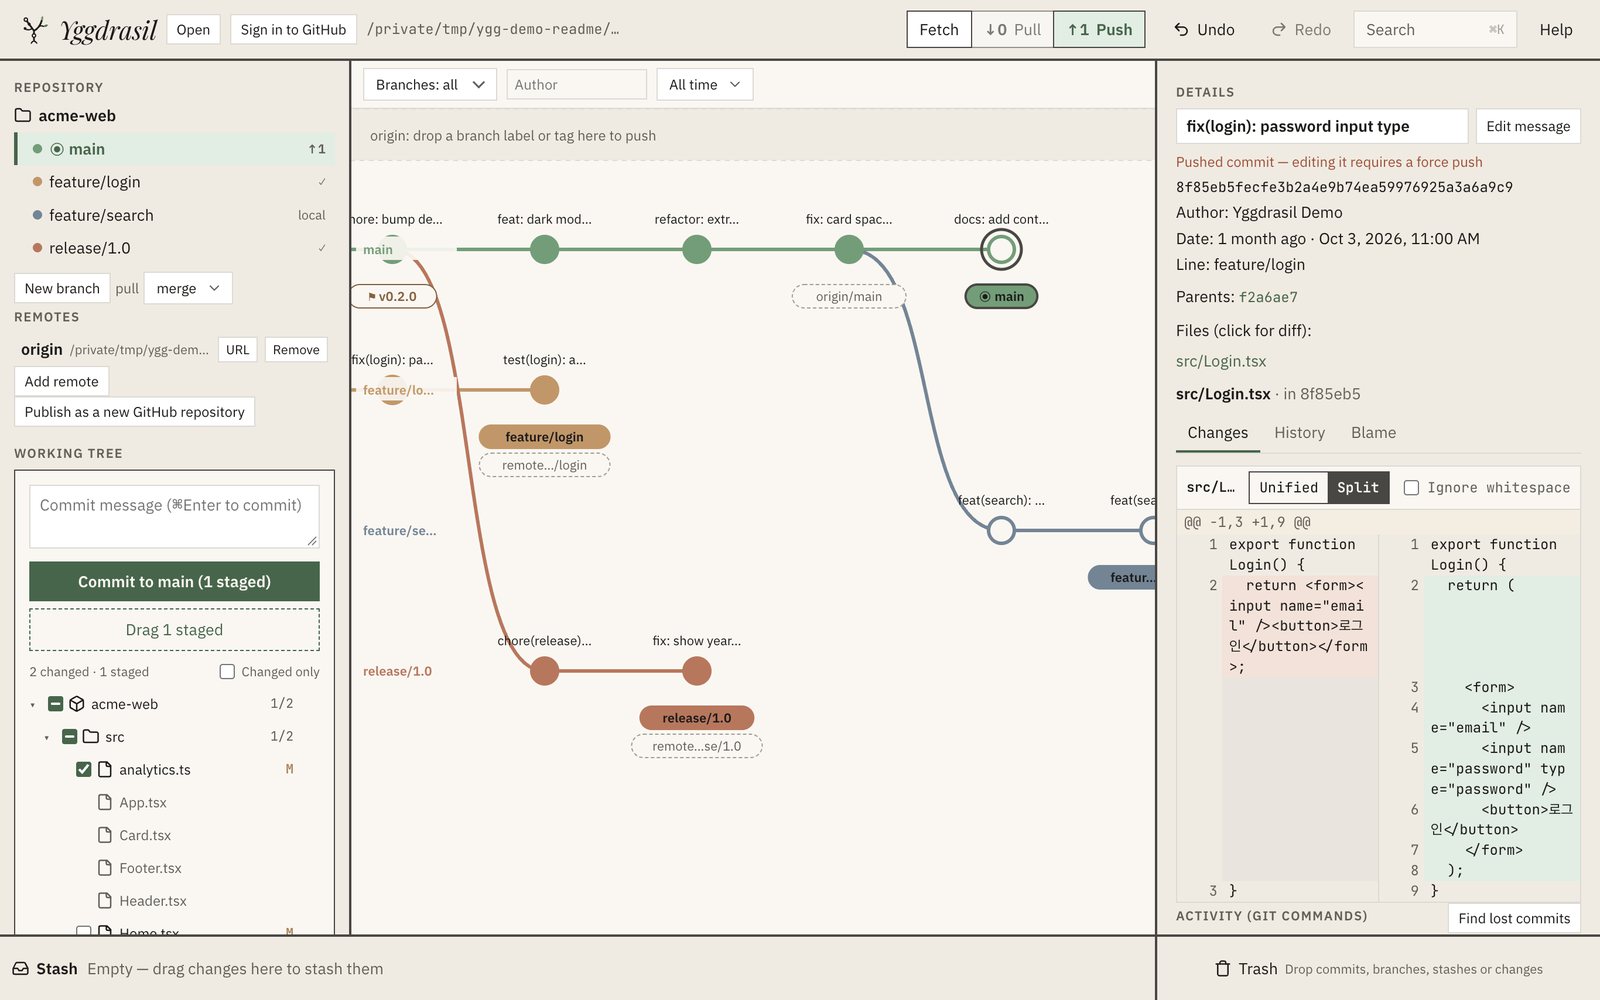 Yggdrasil
Open
Sign in to GitHub
/private/tmp/ygg-demo-readme/…
Fetch
↓0 Pull
↑1 Push
Undo
Redo
Search ⌘K
Help
REPOSITORY
acme-web
main ↑1
feature/login ✓
feature/search local
release/1.0 ✓
New branch pull merge
REMOTES
origin /private/tmp/ygg-dem… URL Remove
Add remote
Publish as a new GitHub repository
WORKING TREE
Commit message (⌘Enter to commit)
Commit to main (1 staged)
Drag 1 staged
2 changed · 1 staged Changed only
acme-web 1/2
src 1/2
analytics.ts M
App.tsx
Card.tsx
Footer.tsx
Header.tsx
Home.tsx M
Branches: all
Author
All time
origin: drop a branch label or tag here to push
hore: bump de… feat: dark mod… refactor: extr… fix: card spac… docs: add cont…
main
v0.2.0 origin/main main
fix(login): pa… test(login): a…
feature/lo…
feature/login
remote…/login
feat(search): … feat(sea
feature/se…
featur…
chore(release)… fix: show year…
release/1.0
release/1.0
remote…se/1.0
DETAILS
fix(login): password input type Edit message
Pushed commit — editing it requires a force push
8f85eb5fecfe3b2a4e9b74ea59976925a3a6a9c9
Author: Yggdrasil Demo
Date: 1 month ago · Oct 3, 2026, 11:00 AM
Line: feature/login
Parents: f2a6ae7
Files (click for diff):
src/Login.tsx
src/Login.tsx · in 8f85eb5
Changes History Blame
src/L… Unified Split Ignore whitespace
@@ -1,3 +1,9 @@
1 export function
Login() {
2 return <form><
input name="emai
l" /><button>로그
인</button></form
>;
3 }
1 export function
Login() {
2 return (
3 <form>
4 <input nam
e="email" />
5 <input nam
e="password" typ
e="password" />
6 <button>로그
인</button>
7 </form>
8 );
9 }
ACTIVITY (GIT COMMANDS) Find lost commits
Stash Empty — drag changes here to stash them
Trash Drop commits, branches, stashes or changes